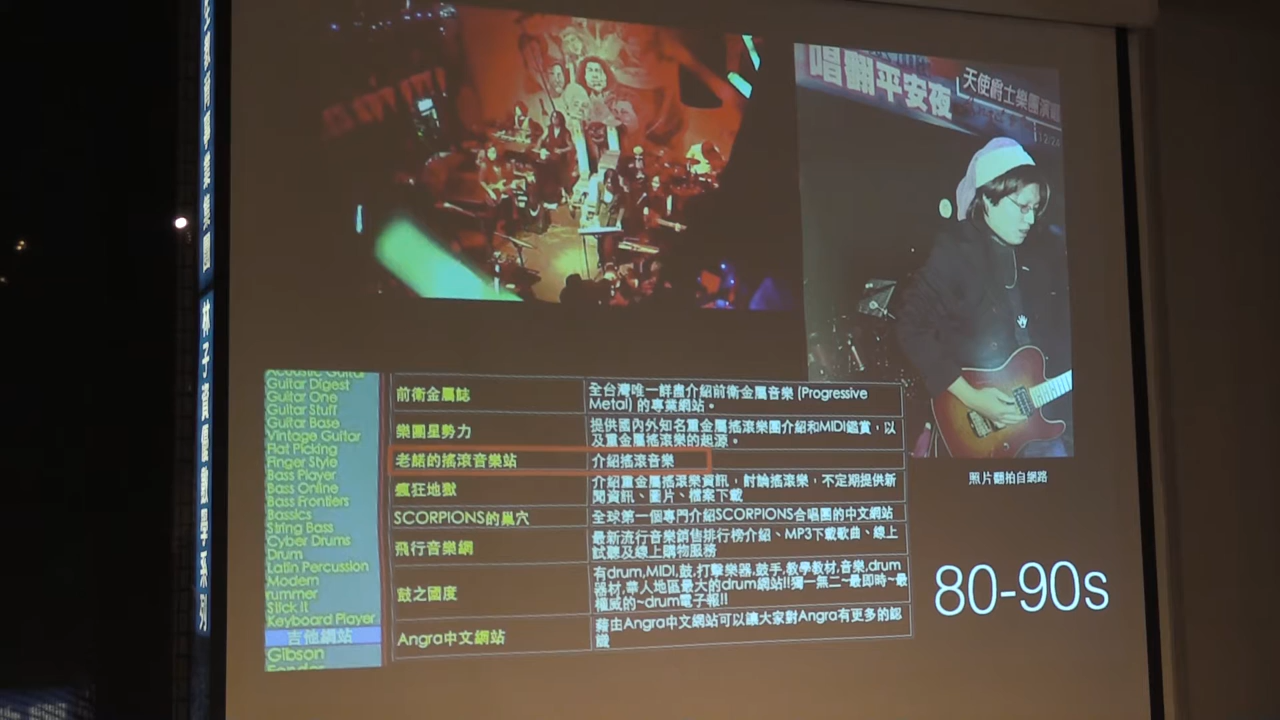 林子資優數學系列
唱翻平安夜
天使爵士樂團演唱
12/24
照片翻拍自網路
80-90s
Acoustic Guitar
Guitar Digest
Guitar One
Guitar Stuff
Guitar Base
Vintage Guitar
Flat Picking
Finger Style
Bass Player
Bass Online
Bass Frontiers
Bassics
String Bass
Cyber Drums
Drum
Latin Percussion
Modern
rummer
Stick It
Keyboard Player
吉他網站
Gibson
Fender
前衛金屬誌
全台灣唯一詳盡介紹前衛金屬音樂 (Progressive
Metal) 的專業網站。
樂團星勢力
提供國內外知名重金屬搖滾樂團介紹和MIDI鑑賞，以
及重金屬搖滾樂的起源。
老諾的搖滾音樂站
介紹搖滾音樂
瘋狂地獄
介紹重金屬搖滾樂資訊，討論搖滾樂，不定期提供新
聞資訊、圖片、檔案下載
SCORPIONS的巢穴
全球第一個專門介紹SCORPIONS合唱團的中文網站
飛行音樂網
最新流行音樂銷售排行榜介紹、MP3下載歌曲、線上
試聽及線上購物服務
鼓之國度
有drum,MIDI,鼓,打擊樂器,鼓手,教學教材,音樂,drum
器材,華人地區最大的drum網站!!獨一無二~最即時~最
權威的~drum電子報!!
Angra中文網站
藉由Angra中文網站可以讓大家對Angra有更多的認
識